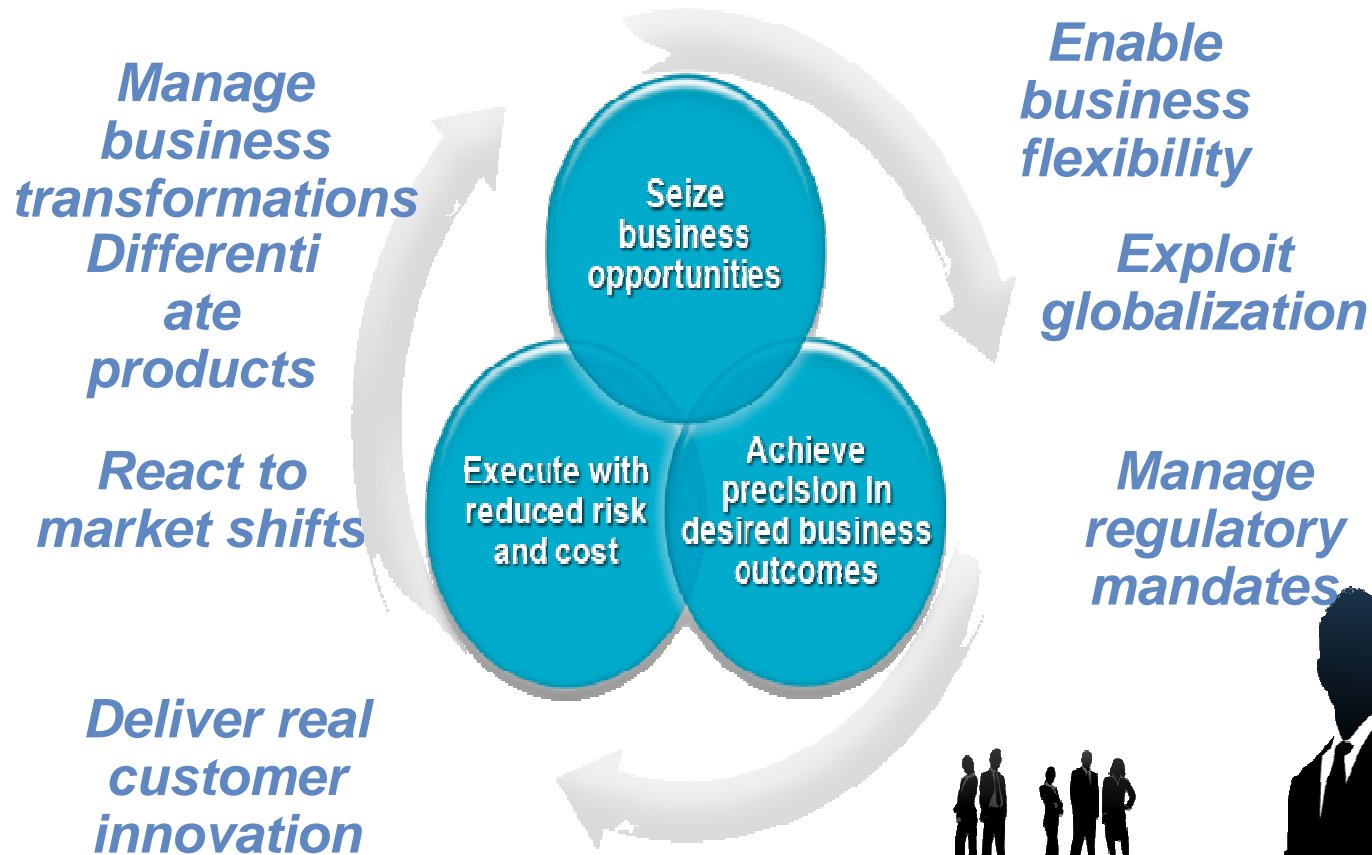 Manage
business
transformations
Differenti
ate
products
React to
market shifts
Deliver real
customer
innovation
Seize
business
opportunities
Execute with
reduced risk
and cost
Achieve
precision in
desired business
outcomes
Enable
business
flexibility
Exploit
globalization
Manage
regulatory
mandates